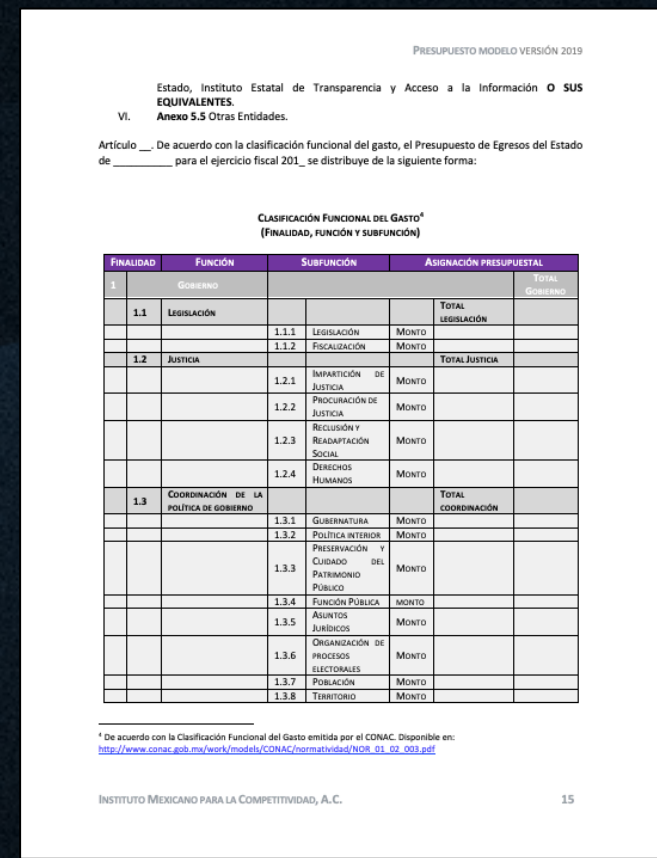 PRESUPUESTO MODELO VERSIÓN 2019
Estado, Instituto Estatal de Transparencia y Acceso a la Información O SUS
EQUIVALENTES.
VI. Anexo 5.5 Otras Entidades.
Artículo __. De acuerdo con la clasificación funcional del gasto, el Presupuesto de Egresos del Estado
de __________ para el ejercicio fiscal 201_ se distribuye de la siguiente forma:
CLASIFICACIÓN FUNCIONAL DEL GASTO⁴
(FINALIDAD, FUNCIÓN Y SUBFUNCIÓN)
FINALIDAD FUNCIÓN SUBFUNCIÓN ASIGNACIÓN PRESUPUESTAL
1 GOBIERNO TOTAL
GOBIERNO
1.1 LEGISLACIÓN TOTAL
LEGISLACIÓN
1.1.1 LEGISLACIÓN MONTO
1.1.2 FISCALIZACIÓN MONTO
1.2 JUSTICIA TOTAL JUSTICIA
1.2.1 IMPARTICIÓN DE
JUSTICIA MONTO
1.2.2 PROCURACIÓN DE
JUSTICIA MONTO
1.2.3 RECLUSIÓN Y
READAPTACIÓN
SOCIAL MONTO
1.2.4 DERECHOS
HUMANOS MONTO
1.3 COORDINACIÓN DE LA
POLÍTICA DE GOBIERNO TOTAL
COORDINACIÓN
1.3.1 GUBERNATURA MONTO
1.3.2 POLÍTICA INTERIOR MONTO
1.3.3 PRESERVACIÓN Y
CUIDADO DEL
PATRIMONIO
PÚBLICO MONTO
1.3.4 FUNCIÓN PÚBLICA MONTO
1.3.5 ASUNTOS
JURÍDICOS MONTO
1.3.6 ORGANIZACIÓN DE
PROCESOS
ELECTORALES MONTO
1.3.7 POBLACIÓN MONTO
1.3.8 TERRITORIO MONTO
⁴ De acuerdo con la Clasificación Funcional del Gasto emitida por el CONAC. Disponible en:
http://www.conac.gob.mx/work/models/CONAC/normatividad/NOR_01_02_003.pdf
INSTITUTO MEXICANO PARA LA COMPETITIVIDAD, A.C. 15